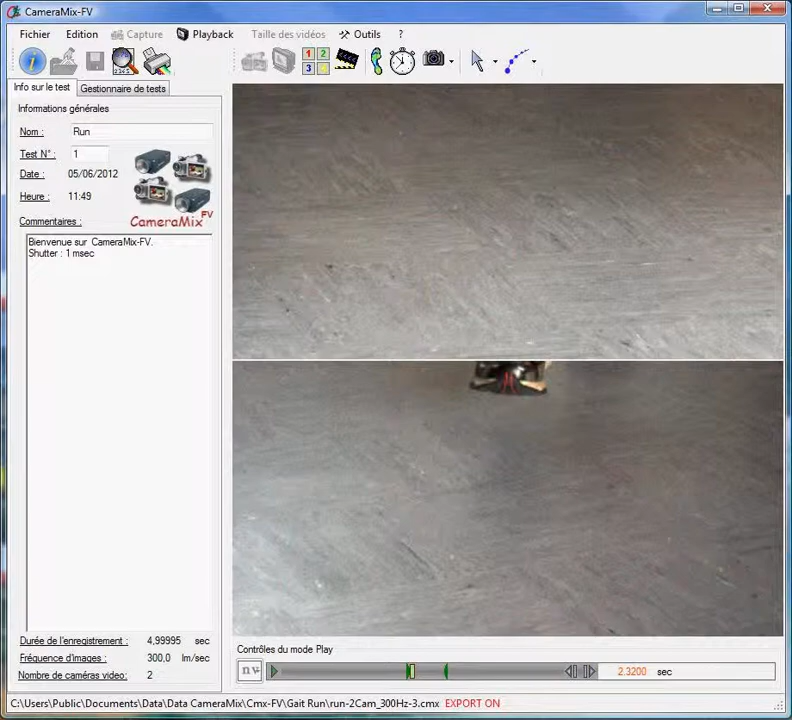 CameraMix-FV
Fichier Edition Capture Playback Taille des vidéos Outils ?
1 2
3 4
Info sur le test Gestionnaire de tests
Informations générales
Nom : Run
Test N° : 1
Date : 05/06/2012
Heure : 11:49
CameraMix FV
Commentaires :
Bienvenue sur CameraMix-FV.
Shutter : 1 msec
Durée de l'enregistrement : 4,99995 sec
Fréquence d'images : 300,0 Im/sec
Nombre de caméras video: 2
Contrôles du mode Play
2.3200 sec
C:\Users\Public\Documents\Data\Data CameraMix\Cmx-FV\Gait Run\run-2Cam_300Hz-3.cmx EXPORT ON